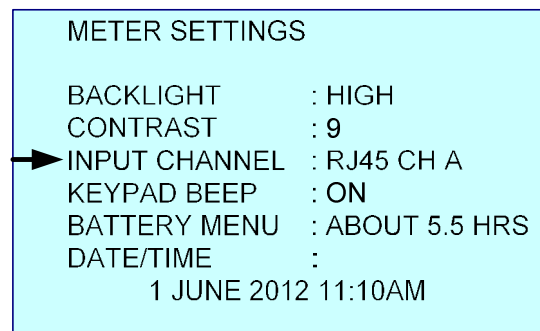 METER SETTINGS
BACKLIGHT : HIGH
CONTRAST : 9
INPUT CHANNEL : RJ45 CH A
KEYPAD BEEP : ON
BATTERY MENU : ABOUT 5.5 HRS
DATE/TIME :
1 JUNE 2012 11:10AM